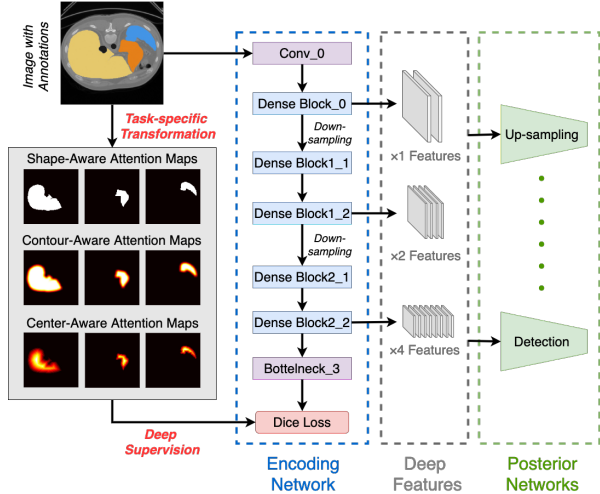 Image with
Annotations
Task-specific
Transformation
Shape-Aware Attention Maps
Contour-Aware Attention Maps
Center-Aware Attention Maps
Deep
Supervision
Conv_0
Dense Block_0
Down-
sampling
Dense Block1_1
Dense Block1_2
Down-
sampling
Dense Block2_1
Dense Block2_2
Bottelneck_3
Dice Loss
Encoding
Network
×1 Features
×2 Features
×4 Features
Deep
Features
Up-sampling
Detection
Posterior
Networks